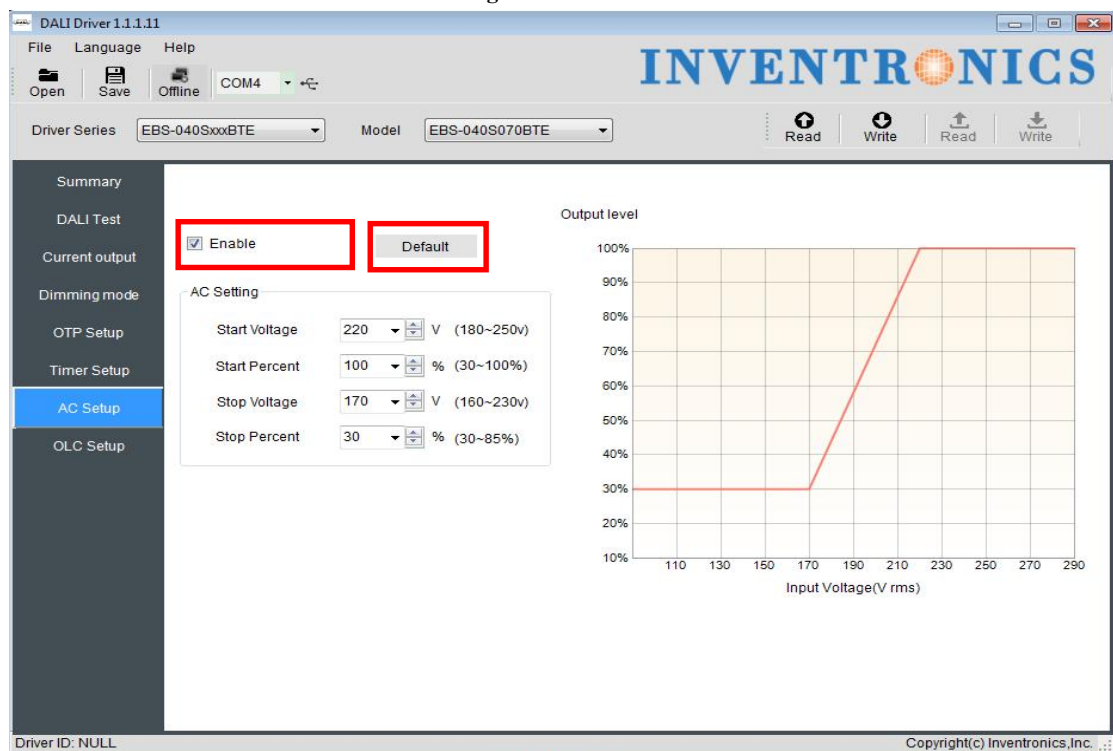 DALI Driver 1.1.1.11
File Language Help
INVENTRONICS
Open Save Offline COM4
Driver Series EBS-040SxxxBTE Model EBS-040S070BTE Read Write Read Write
Summary
DALI Test
Current output
Dimming mode
OTP Setup
Timer Setup
AC Setup
OLC Setup
Enable Default
AC Setting
Start Voltage 220 V (180~250v)
Start Percent 100 % (30~100%)
Stop Voltage 170 V (160~230v)
Stop Percent 30 % (30~85%)
Output level
100%
90%
80%
70%
60%
50%
40%
30%
20%
10%
110 130 150 170 190 210 230 250 270 290
Input Voltage(V rms)
Driver ID: NULL Copyright(c) Inventronics,Inc.